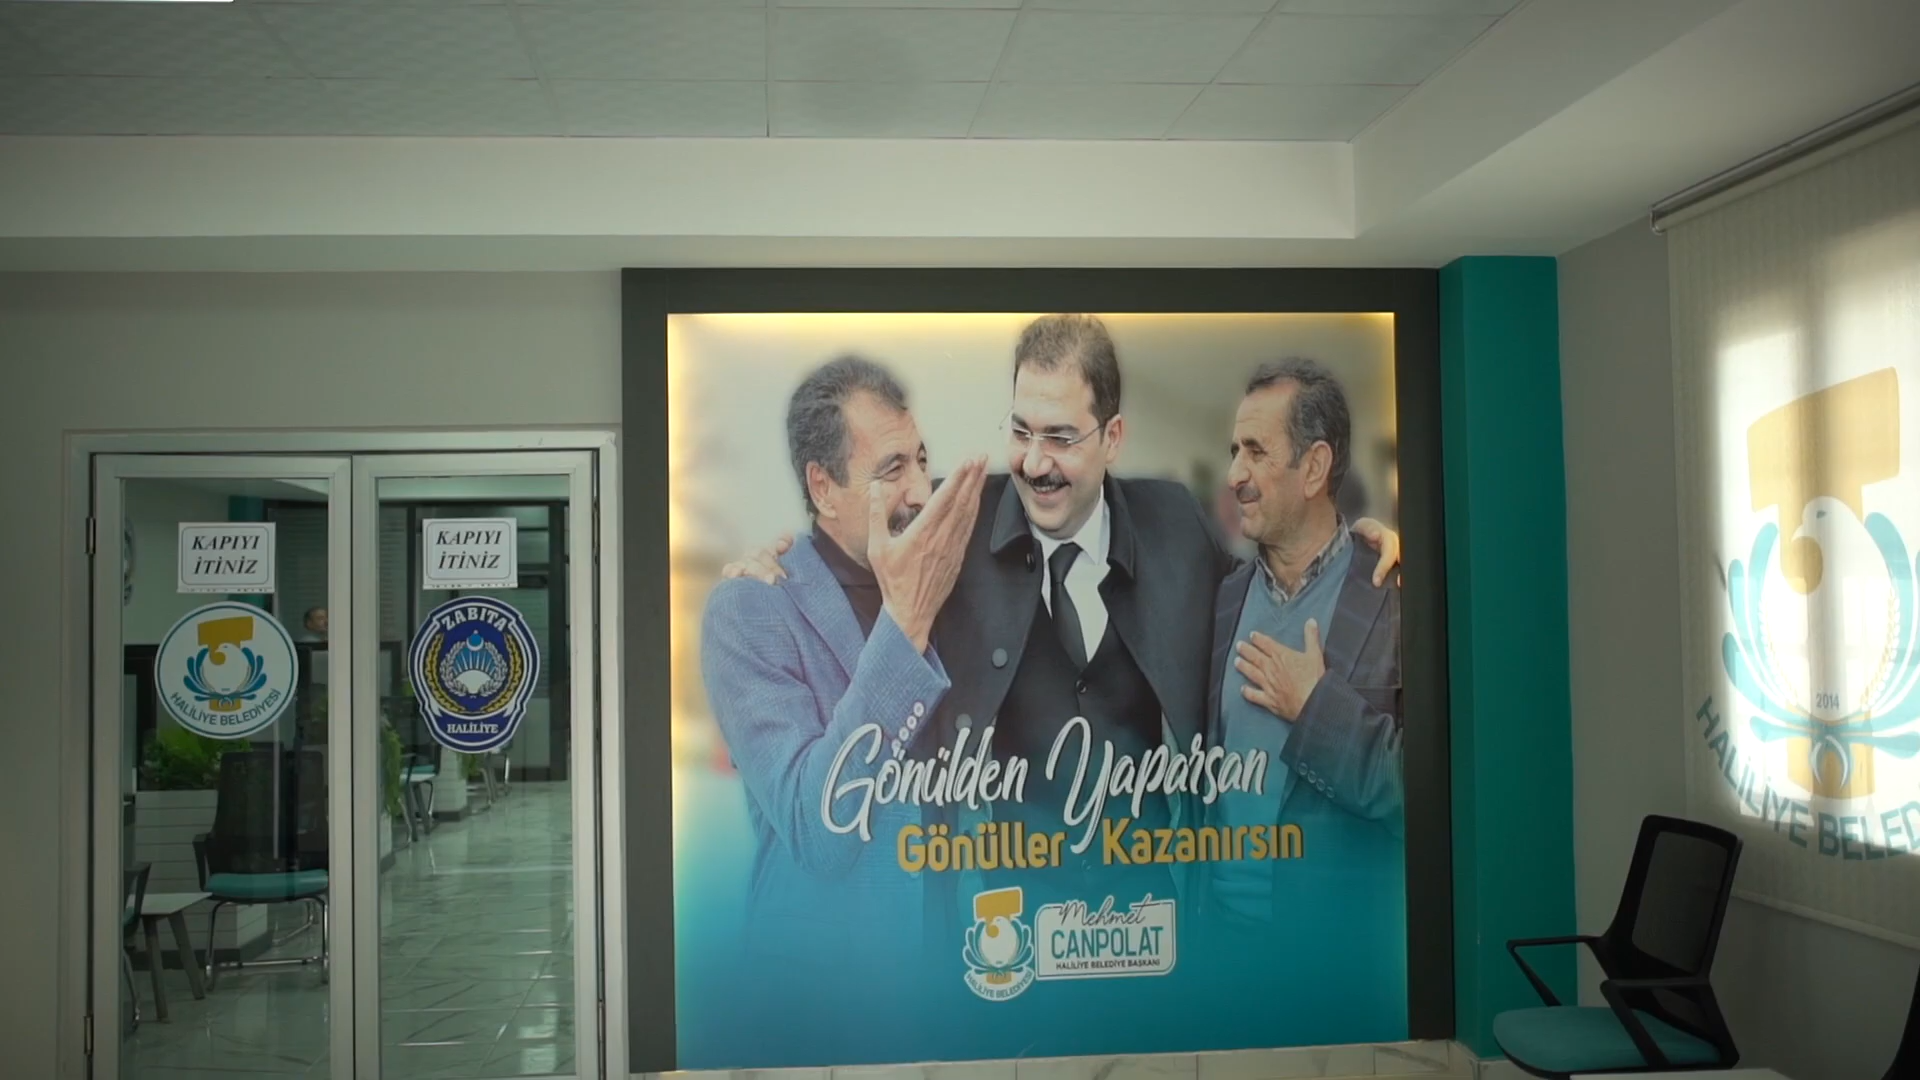 KAPIYI
İTİNİZ
HALİLİYE BELEDİYESİ
KAPIYI
İTİNİZ
ZABITA
HALİLİYE
Gönülden Yaparsan
Gönüller Kazanırsın
HALİLİYE BELEDİYESİ
Mehmet
CANPOLAT
HALİLİYE BELEDİYE BAŞKANI
2014
HALİLİYE BELED